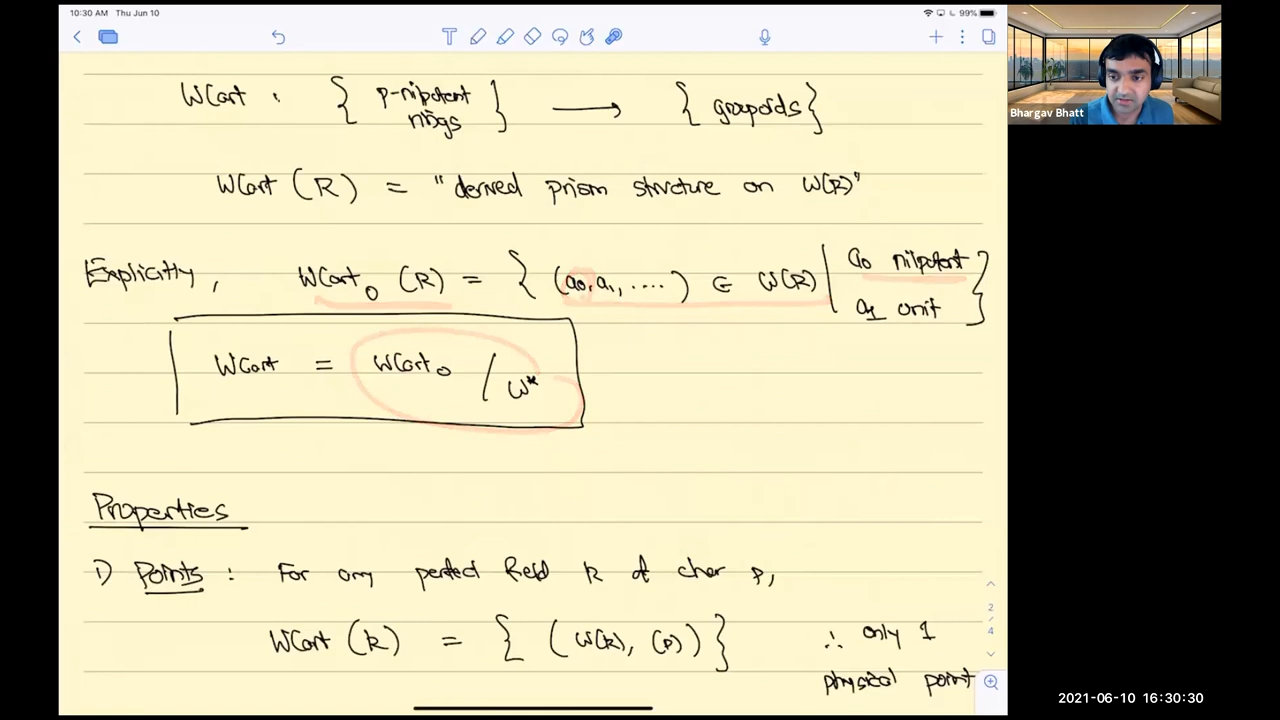 10:30 AM Thu Jun 10
99%
WCart : { p-nilpotent rings } → { groupoids }
WCart (R) = "derived prism structure on W(R)"
Explicitly, WCart₀ (R) = { (a₀, a₁, ....) ∈ W(R) | a₀ nilpotent
a₁ unit }
WCart = WCart₀ / W*
Properties
1) Points : For any perfect field k of char p,
WCart (k) = { (W(k), (p)) } ∴ only 1
physical point
2
/
4
Bhargav Bhatt
2021-06-10 16:30:30